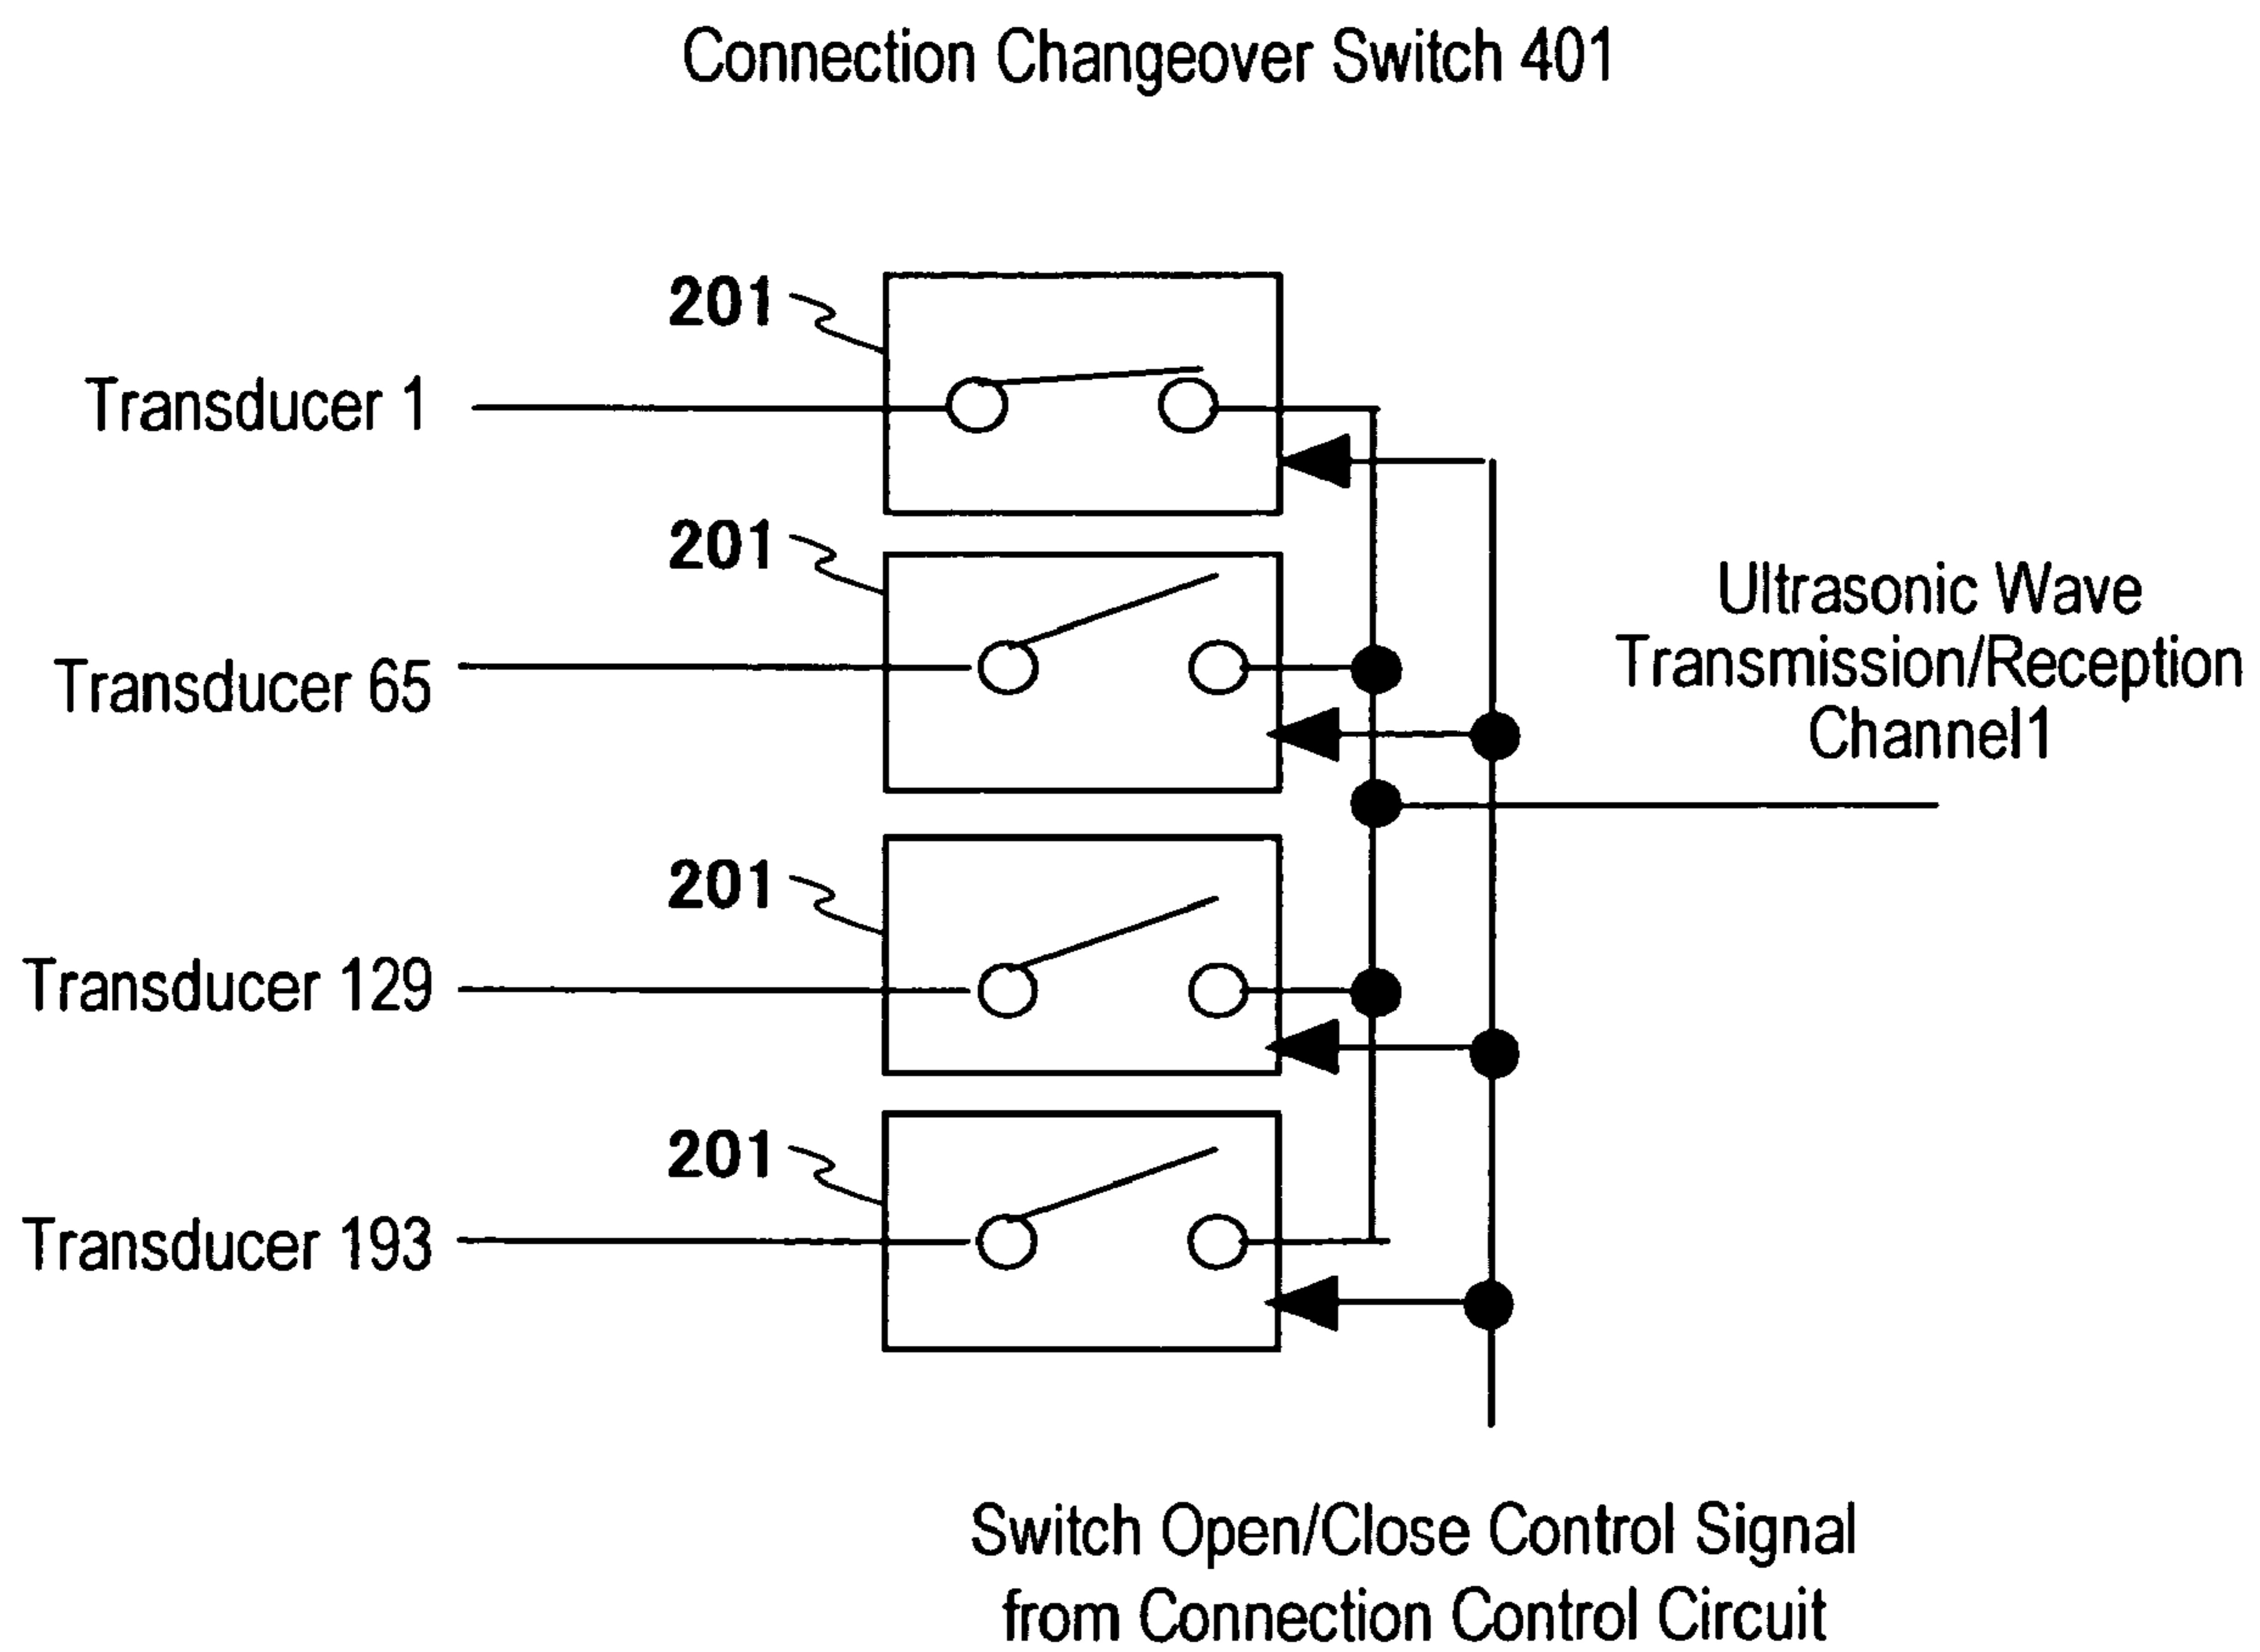 Connection Changeover Switch 401
201
Transducer 1
201
Transducer 65
Ultrasonic Wave
Transmission/Reception
Channel1
201
Transducer 129
201
Transducer 193
Switch Open/Close Control Signal
from Connection Control Circuit